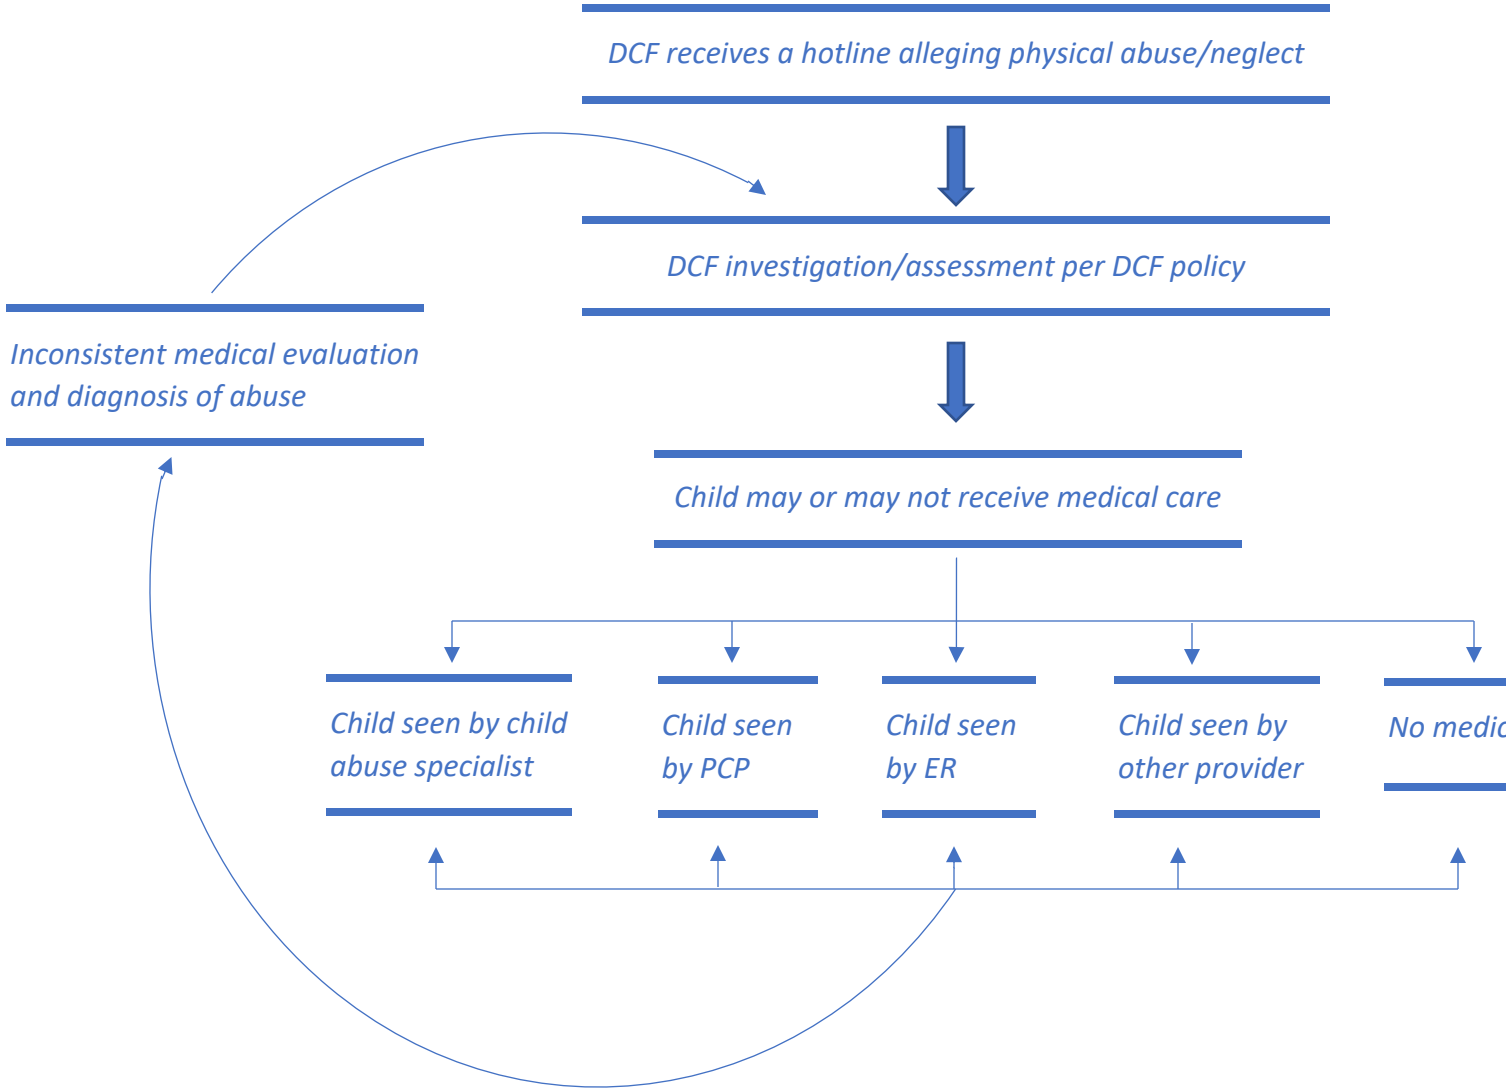 DCF receives a hotline alleging physical abuse/neglect
DCF investigation/assessment per DCF policy
Inconsistent medical evaluation
and diagnosis of abuse
Child may or may not receive medical care
Child seen by child
abuse specialist
Child seen
by PCP
Child seen
by ER
Child seen by
other provider
No